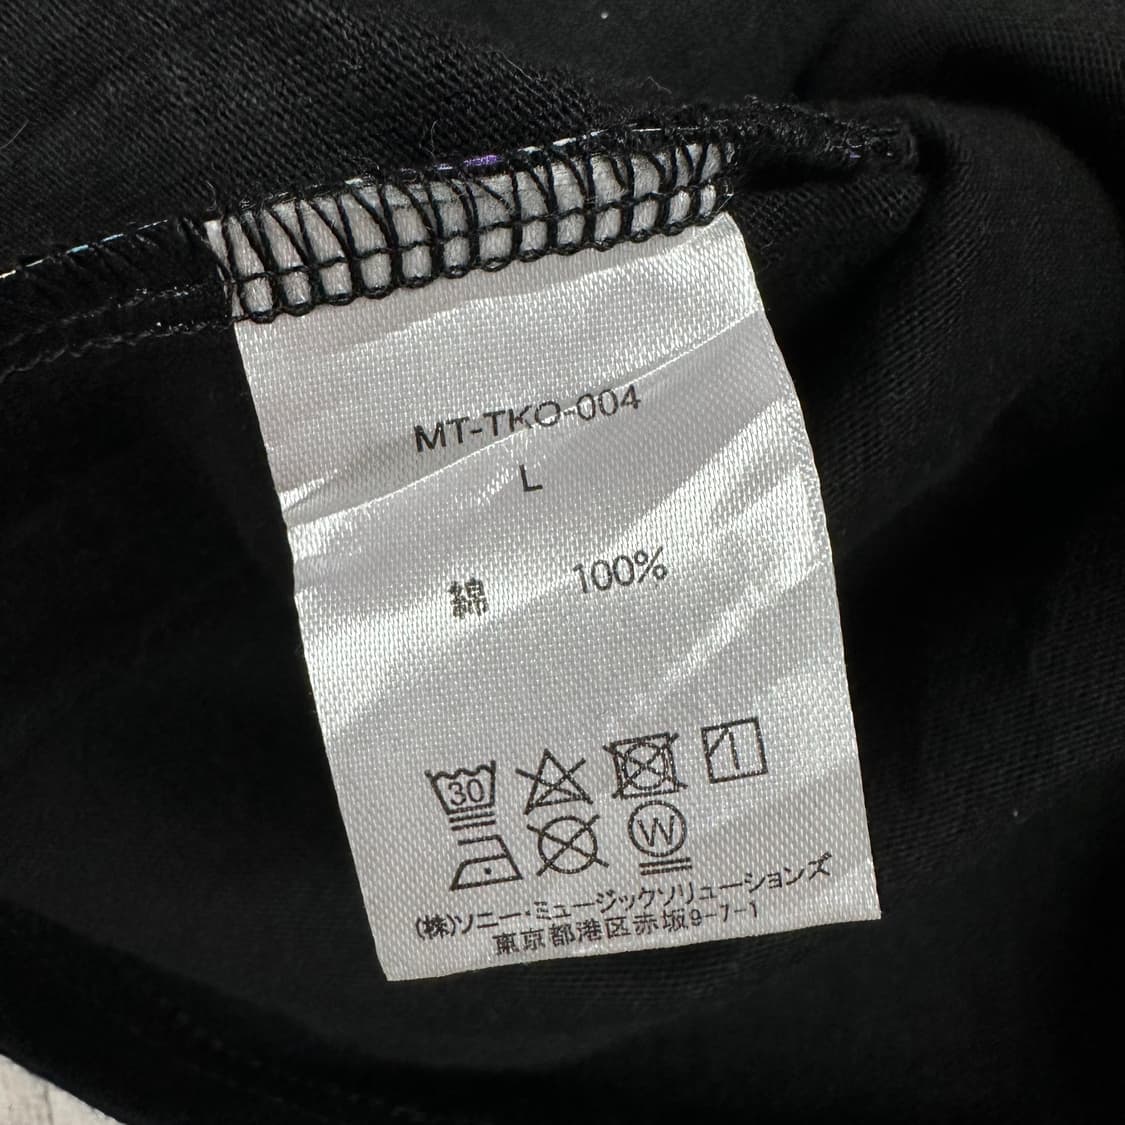 MT-TKO-004
L
綿 100%
30
W
(株)ソニー・ミュージックソリューションズ
東京都港区赤坂9-7-1